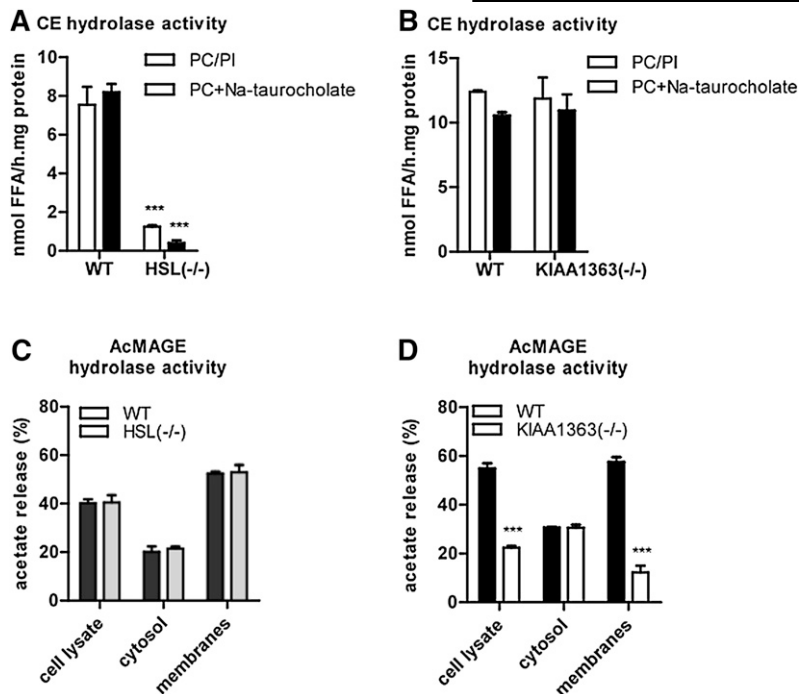 A CE hydrolase activity
nmol FFA/h.mg protein
10
8
6
4
2
0
PC/PI
PC+Na-taurocholate
***
***
WT HSL(-/-)
B CE hydrolase activity
nmol FFA/h.mg protein
15
10
5
0
PC/PI
PC+Na-taurocholate
WT KIAA1363(-/-)
C AcMAGE
hydrolase activity
acetate release (%)
80
60
40
20
0
WT
HSL(-/-)
cell lysate
cytosol
membranes
D AcMAGE
hydrolase activity
acetate release (%)
80
60
40
20
0
WT
KIAA1363(-/-)
***
***
cell lysate
cytosol
membranes